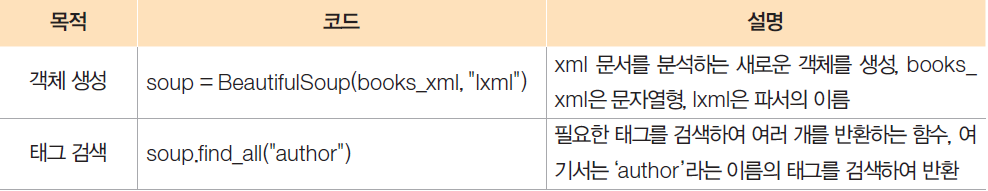 목적 코드 설명
객체 생성 soup = BeautifulSoup(books_xml, "lxml") xml 문서를 분석하는 새로운 객체를 생성, books_
xml은 문자열형, lxml은 파서의 이름
태그 검색 soup.find_all("author") 필요한 태그를 검색하여 여러 개를 반환하는 함수, 여
기서는 ‘author’라는 이름의 태그를 검색하여 반환